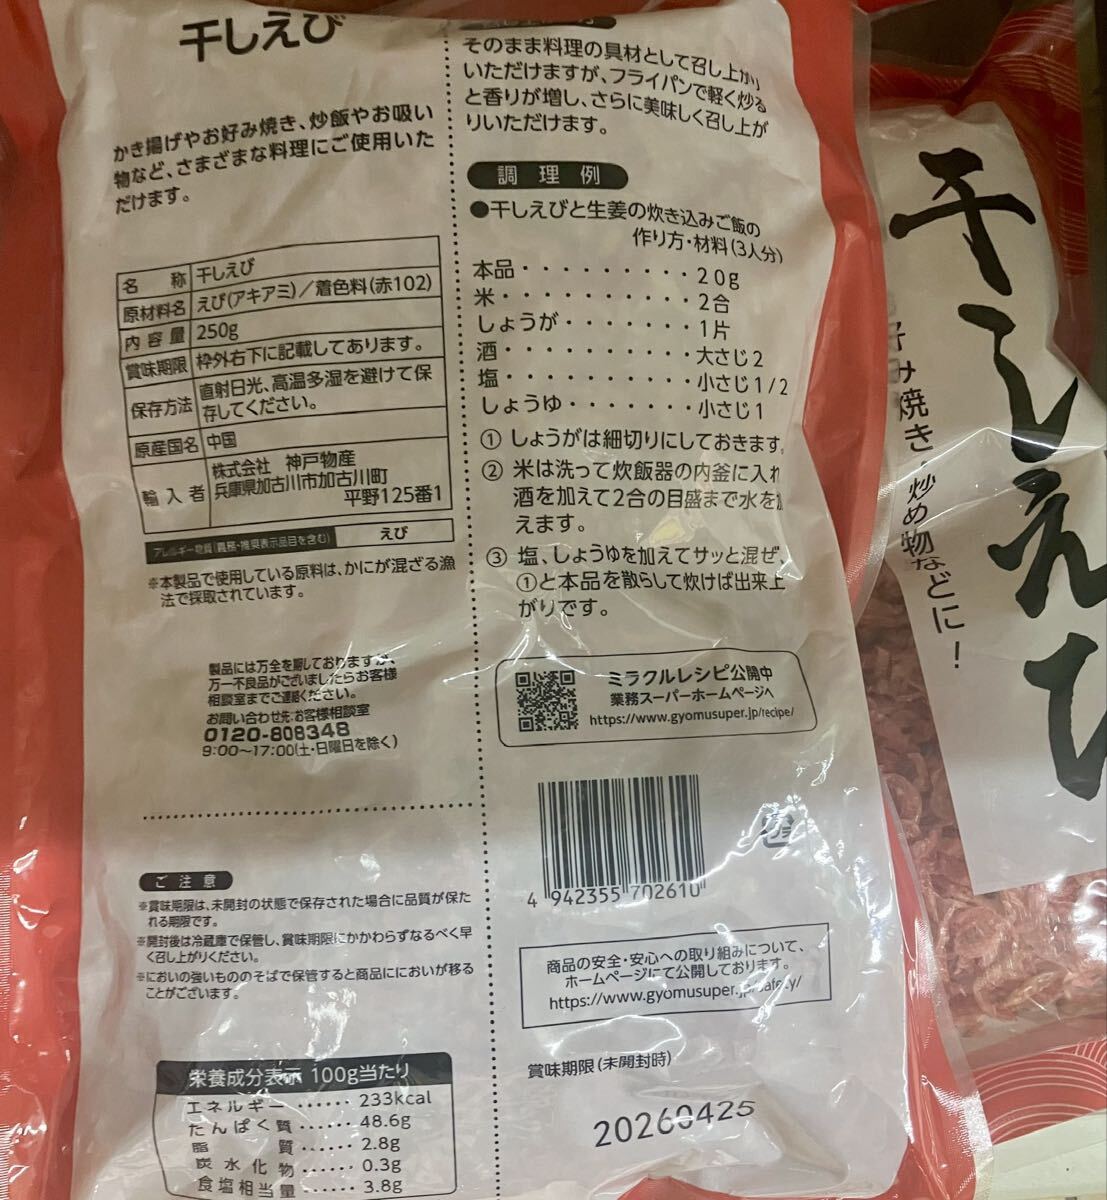 干しえび
かき揚げやお好み焼き、炒飯やお吸い
物など、さまざまな料理にご使用いた
だけます。
名 称 干しえび
原材料名 えび(アキアミ)/着色料(赤102)
内容量 250g
賞味期限 枠外右下に記載してあります。
保存方法 直射日光、高温多湿を避けて保
存してください。
原産国名 中国
輸入者 株式会社 神戸物産
兵庫県加古川市加古川町
平野125番1
アレルギー物質(義務・推奨表示品目を含む) えび
※本製品で使用している原料は、かにが混ざる漁
法で採取されています。
製品には万全を期しておりますが、
万一不良品がございましたらお客様
相談室までご連絡ください。
お問い合わせ先:お客様相談室
0120-808348
9:00〜17:00(土・日曜日を除く)
ご注意
※賞味期限は、未開封の状態で保存された場合に品質が保た
れる期限です。
※開封後は冷蔵庫で保管し、賞味期限にかかわらずなるべく早
く召し上がりください。
※においの強いもののそばで保管すると商品ににおいが移る
ことがございます。
栄養成分表示 100g当たり
エネルギー ‥‥‥ 233kcal
たんぱく質 ‥‥‥ 48.6g
脂 質 ‥‥‥ 2.8g
炭水化物 ‥‥‥ 0.3g
食塩相当量 ‥‥‥ 3.8g
そのまま料理の具材として召し上がり
いただけますが、フライパンで軽く炒る
と香りが増し、さらに美味しく召し上が
りいただけます。
調理例
●干しえびと生姜の炊き込みご飯の
作り方・材料(3人分)
本品・・・・・・・・・20g
米・・・・・・・・・・2合
しょうが・・・・・・・1片
酒・・・・・・・・・・大さじ2
塩・・・・・・・・・・小さじ1/2
しょうゆ・・・・・・・小さじ1
① しょうがは細切りにしておきます。
② 米は洗って炊飯器の内釜に入れ
酒を加えて2合の目盛まで水を加
えます。
③ 塩、しょうゆを加えてサッと混ぜ、
①と本品を散らして炊けば出来上
がりです。
ミラクルレシピ公開中
業務スーパーホームページへ
https://www.gyomusuper.jp/recipe/
4 942355 702610
商品の安全・安心への取り組みについて、
ホームページにて公開しております。
https://www.gyomusuper.jp/safety/
賞味期限(未開封時)
20260425
干しえび
好み焼き、炒め物などに!